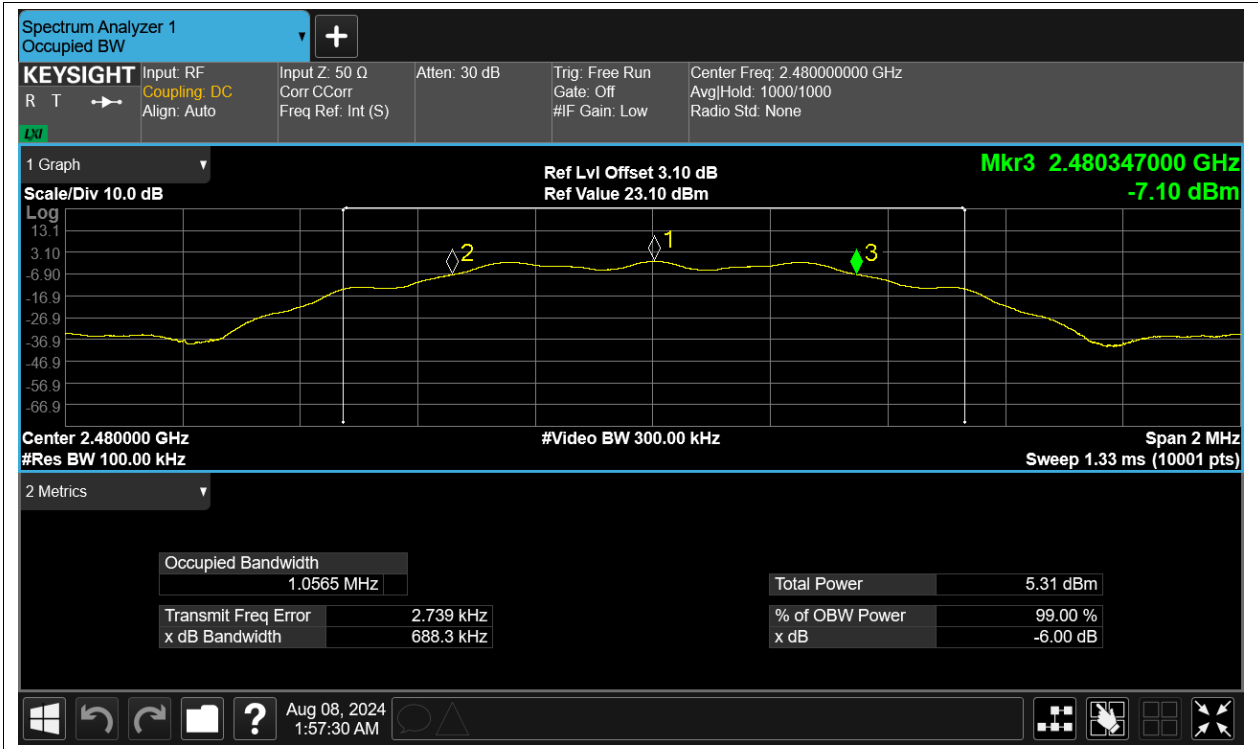 Spectrum Analyzer 1
Occupied BW
+
KEYSIGHT
R T
LXI
Input: RF
Coupling: DC
Align: Auto
Input Z: 50 Ω
Corr CCorr
Freq Ref: Int (S)
Atten: 30 dB
Trig: Free Run
Gate: Off
#IF Gain: Low
Center Freq: 2.480000000 GHz
Avg|Hold: 1000/1000
Radio Std: None
1 Graph
Scale/Div 10.0 dB
Ref Lvl Offset 3.10 dB
Ref Value 23.10 dBm
Mkr3 2.480347000 GHz
-7.10 dBm
Log
13.1
3.10
-6.90
-16.9
-26.9
-36.9
-46.9
-56.9
-66.9
2
1
3
Center 2.480000 GHz
#Res BW 100.00 kHz
#Video BW 300.00 kHz
Span 2 MHz
Sweep 1.33 ms (10001 pts)
2 Metrics
Occupied Bandwidth
1.0565 MHz
Transmit Freq Error 2.739 kHz
x dB Bandwidth 688.3 kHz
Total Power 5.31 dBm
% of OBW Power 99.00 %
x dB -6.00 dB
?
Aug 08, 2024
1:57:30 AM